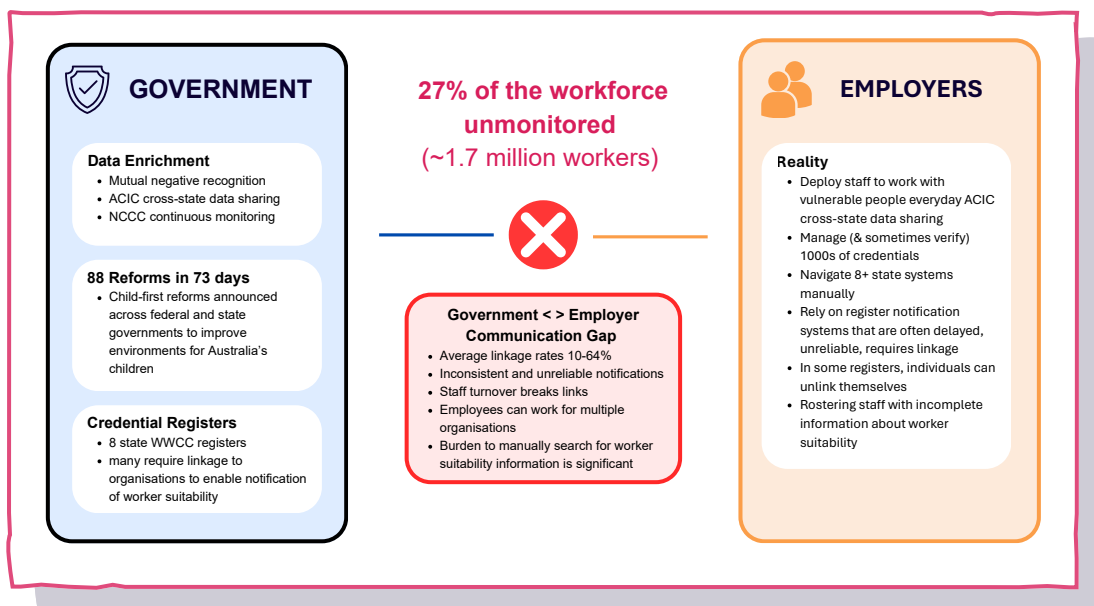 GOVERNMENT
Data Enrichment
• Mutual negative recognition
• ACIC cross-state data sharing
• NCCC continuous monitoring
88 Reforms in 73 days
• Child-first reforms announced
across federal and state
governments to improve
environments for Australia's
children
Credential Registers
• 8 state WWCC registers
• many require linkage to
organisations to enable notification
of worker suitability
27% of the workforce
unmonitored
(~1.7 million workers)
Government < > Employer
Communication Gap
• Average linkage rates 10-64%
• Inconsistent and unreliable notifications
• Staff turnover breaks links
• Employees can work for multiple
organisations
• Burden to manually search for worker
suitability information is significant
EMPLOYERS
Reality
• Deploy staff to work with
vulnerable people everyday ACIC
cross-state data sharing
• Manage (& sometimes verify)
1000s of credentials
• Navigate 8+ state systems
manually
• Rely on register notification
systems that are often delayed,
unreliable, requires linkage
• In some registers, individuals can
unlink themselves
• Rostering staff with incomplete
information about worker
suitability